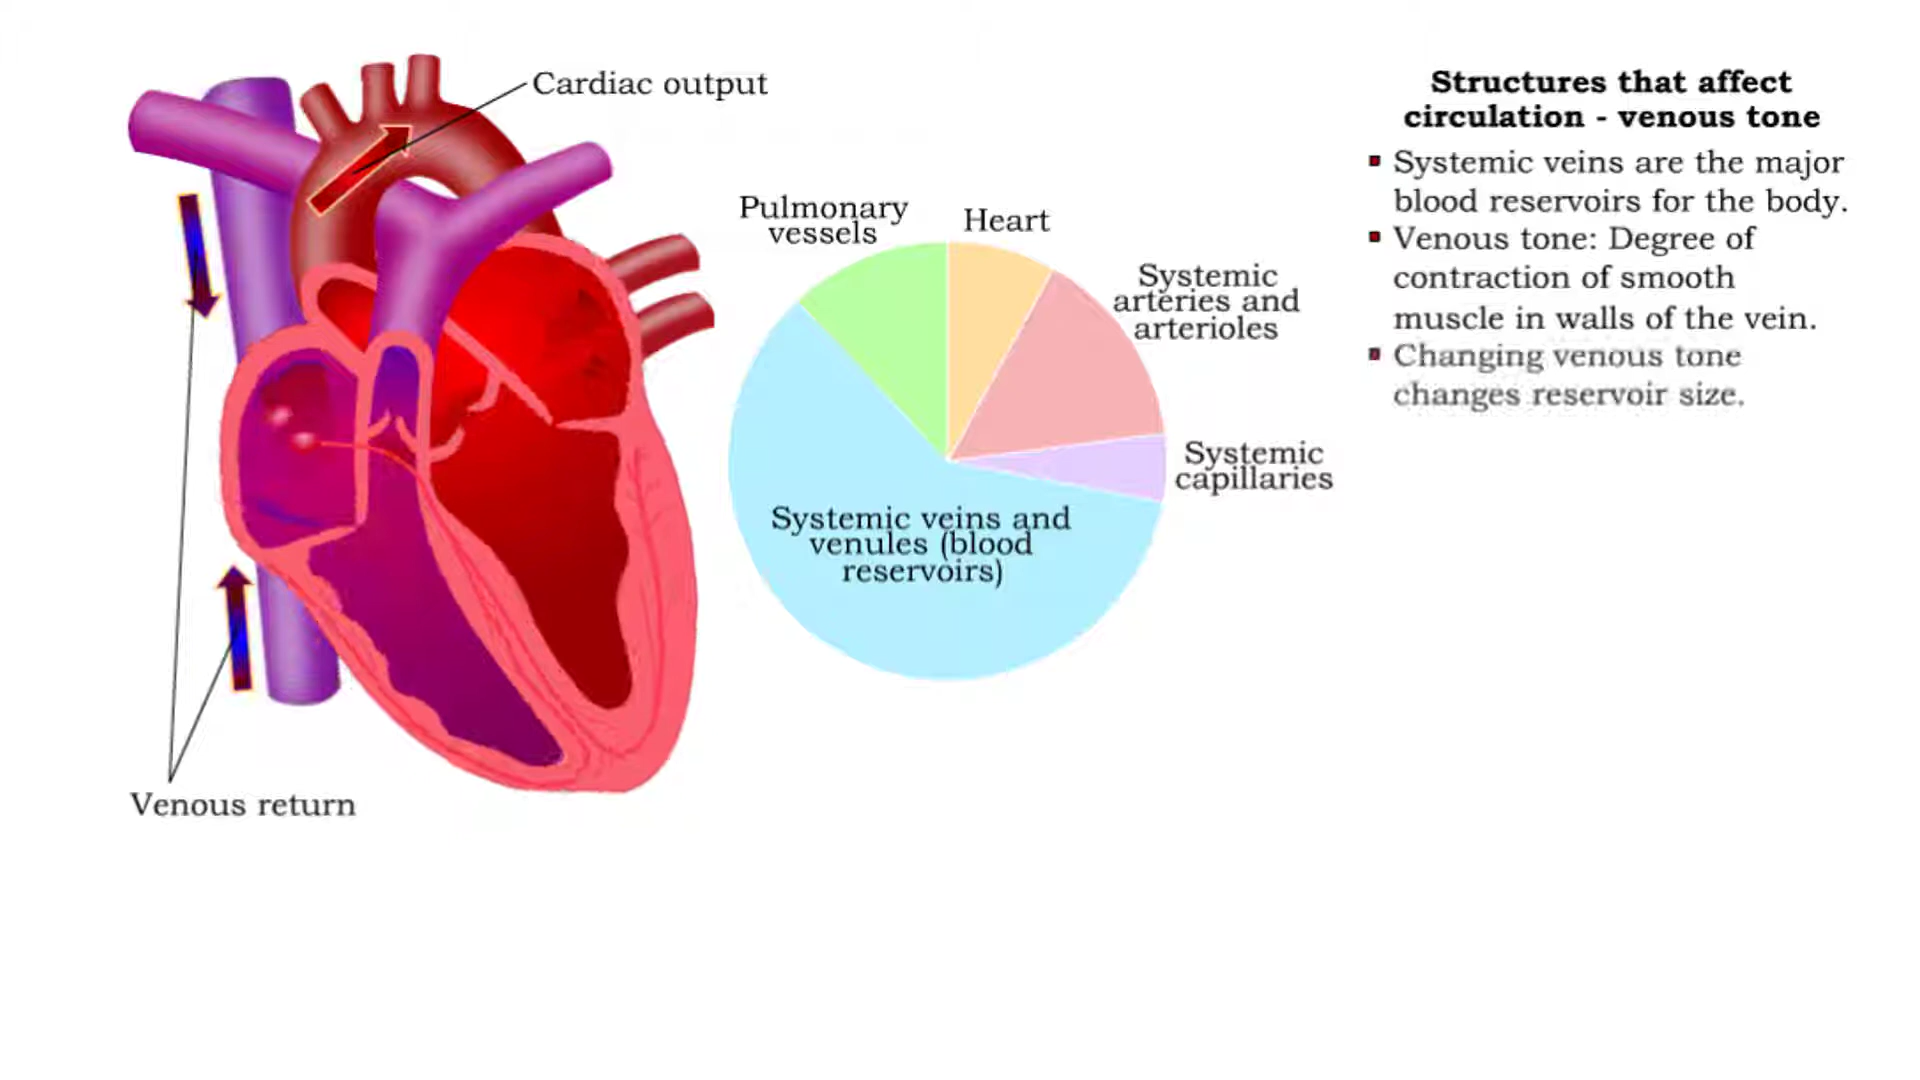 Cardiac output
Pulmonary
vessels
Heart
Systemic
arteries and
arterioles
Systemic
capillaries
Systemic veins and
venules (blood
reservoirs)
Venous return
Structures that affect
circulation - venous tone
Systemic veins are the major
blood reservoirs for the body.
Venous tone: Degree of
contraction of smooth
muscle in walls of the vein.
Changing venous tone
changes reservoir size.